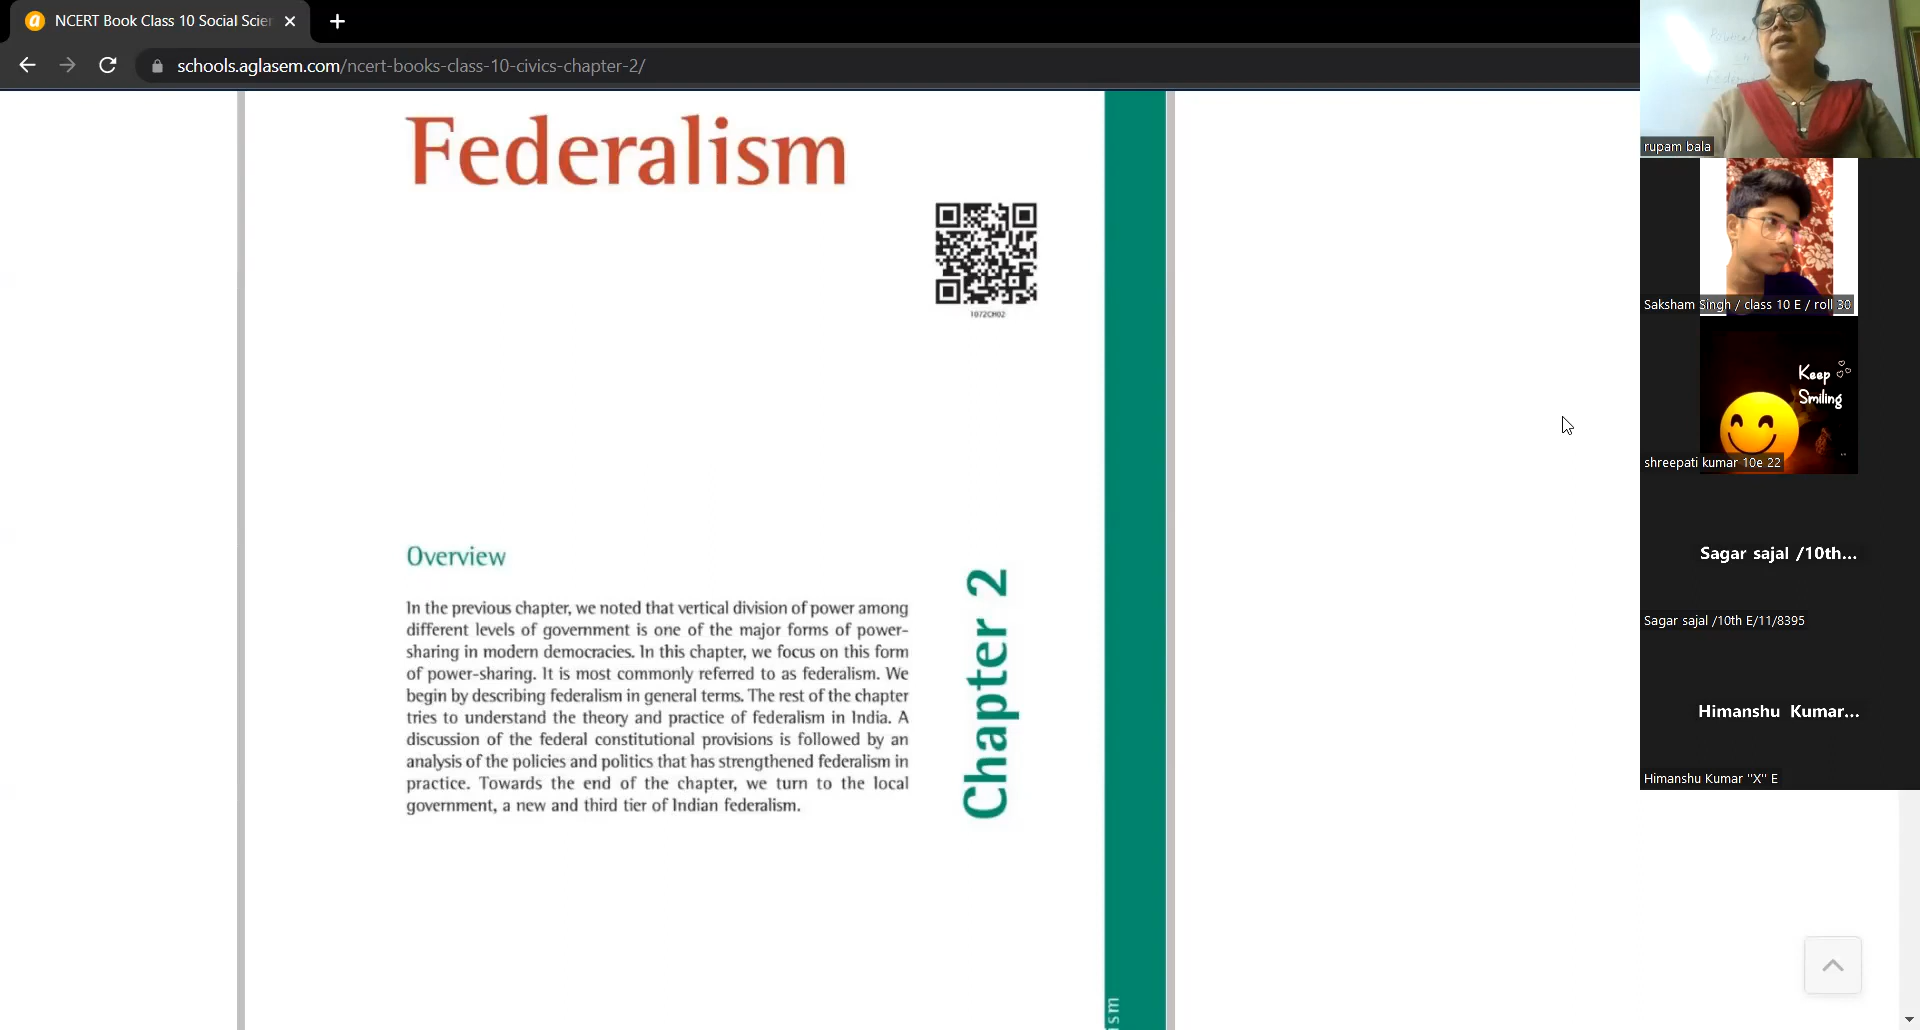 NCERT Book Class 10 Social Scien
schools.aglasem.com/ncert-books-class-10-civics-chapter-2/
Federalism
1072CH02
Overview
In the previous chapter, we noted that vertical division of power among
different levels of government is one of the major forms of power-
sharing in modern democracies. In this chapter, we focus on this form
of power-sharing. It is most commonly referred to as federalism. We
begin by describing federalism in general terms. The rest of the chapter
tries to understand the theory and practice of federalism in India. A
discussion of the federal constitutional provisions is followed by an
analysis of the policies and politics that has strengthened federalism in
practice. Towards the end of the chapter, we turn to the local
government, a new and third tier of Indian federalism.
Chapter 2
ism
rupam bala
Saksham Singh / class 10 E / roll 30
Keep
Smiling
shreepati kumar 10e 22
Sagar sajal /10th...
Sagar sajal /10th E/11/8395
Himanshu Kumar...
Himanshu Kumar "X" E